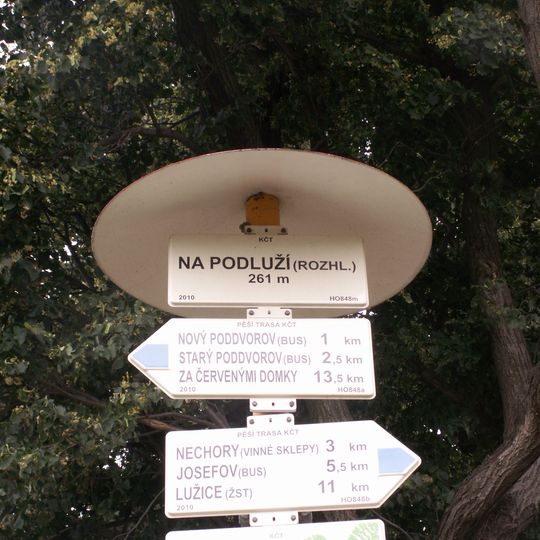 KČT
NA PODLUŽÍ (ROZHL.)
261 m
2010 HO848m
PĚŠÍ TRASA KČT
NOVÝ PODDVOROV (BUS) 1 km
STARÝ PODDVOROV (BUS) 2,5 km
ZA ČERVENÝMI DOMKY 13,5 km
2010 HO848a
PĚŠÍ TRASA KČT
NECHORY (VINNÉ SKLEPY) 3 km
JOSEFOV (BUS) 5,5 km
LUŽICE (ŽST) 11 km
2010 HO848b
KČT